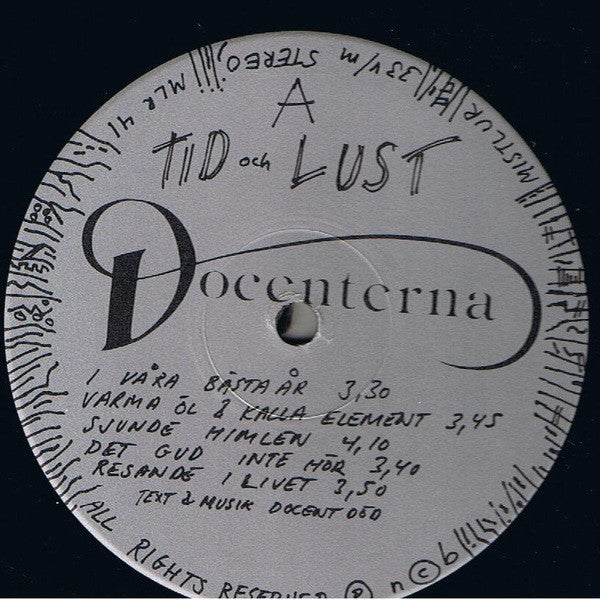 MLR 41
STEREO
33 v/m
MISTLUR
A
TID och LUST
Docenterna
I VÅRA BÄSTA ÅR 3,30
VARMA ÖL & KALLA ELEMENT 3,45
SJUNDE HIMLEN 4,10
DET GUD INTE HÖR 3,40
RESANDE I LIVET 3,50
TEXT & MUSIK DOCENT DÖD
ALL RIGHTS RESERVED Ⓟ n ©